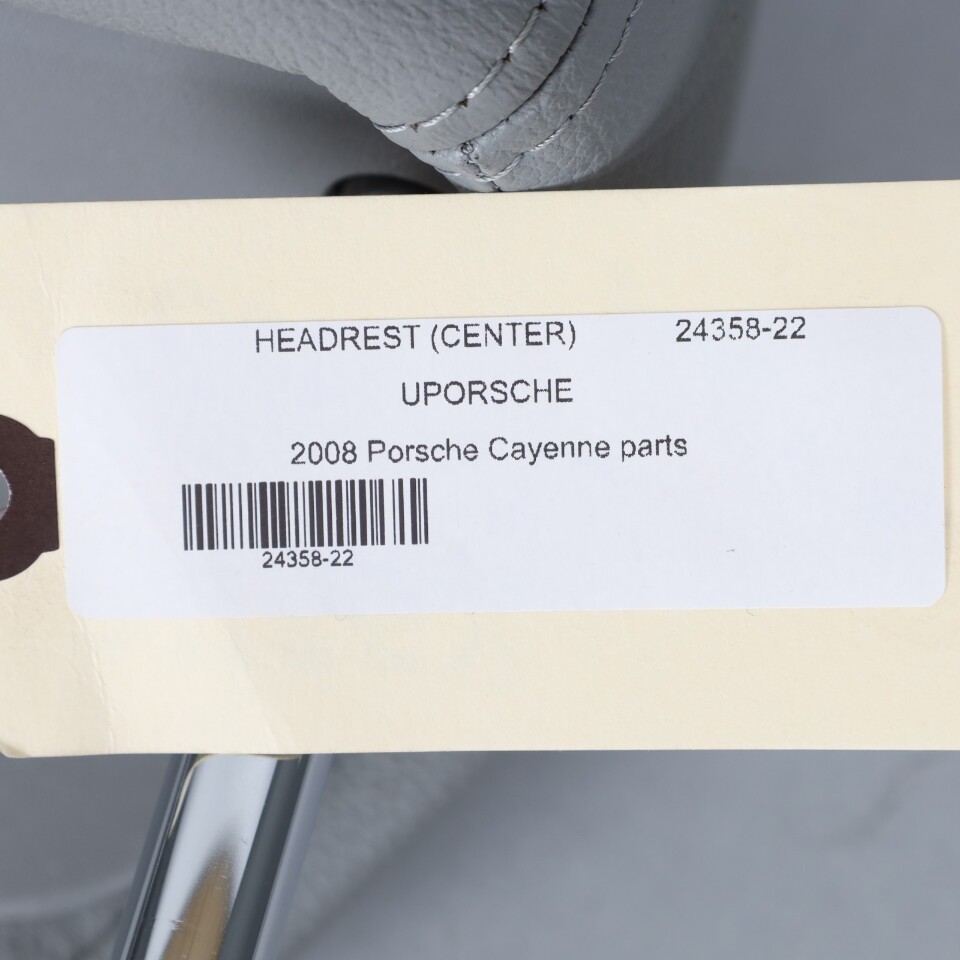 HEADREST (CENTER) 24358-22
UPORSCHE
2008 Porsche Cayenne parts
24358-22